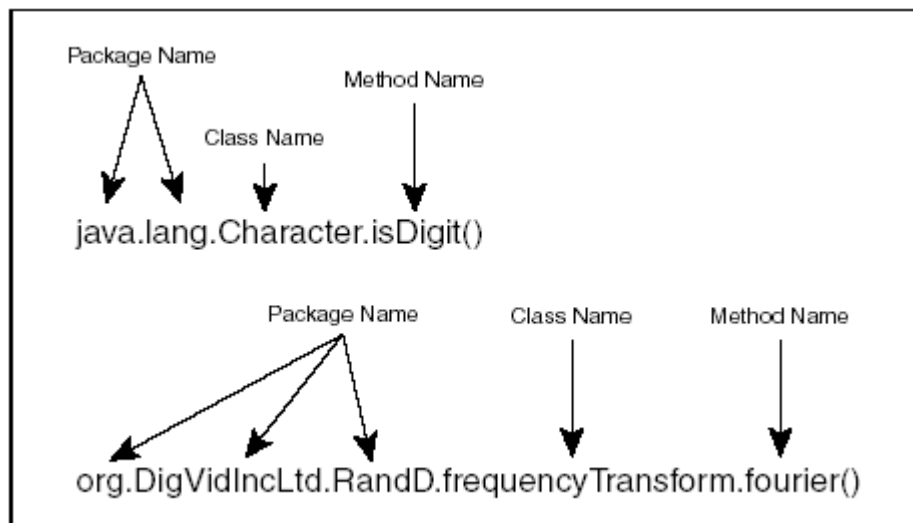 Package Name
Method Name
Class Name
java.lang.Character.isDigit()
Package Name Class Name Method Name
org.DigVidIncLtd.RandD.frequencyTransform.fourier()